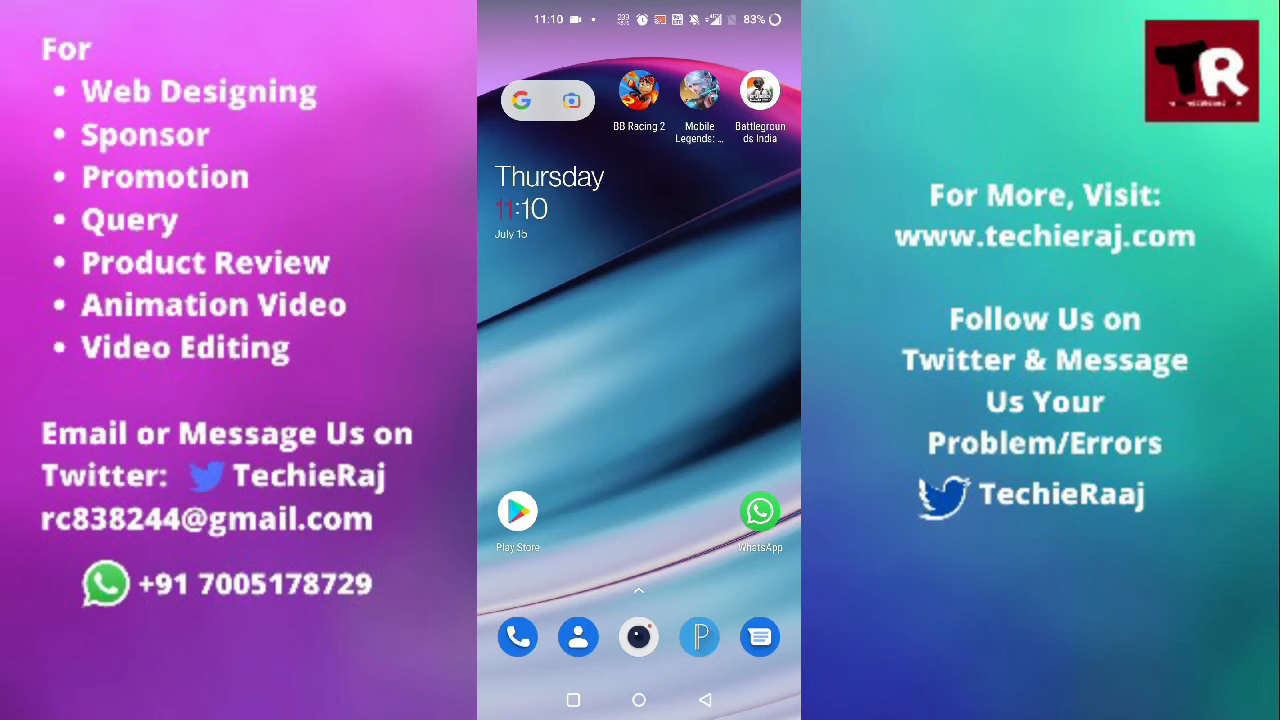 For
• Web Designing
• Sponsor
• Promotion
• Query
• Product Review
• Animation Video
• Video Editing
Email or Message Us on
Twitter: TechieRaj
rc838244@gmail.com
+91 7005178729
11:10
83%
BB Racing 2
Mobile
Legends: ...
Battlegroun
ds India
Thursday
11:10
July 15
Play Store
WhatsApp
TR
For More, Visit:
www.techieraj.com
Follow Us on
Twitter & Message
Us Your
Problem/Errors
TechieRaaj